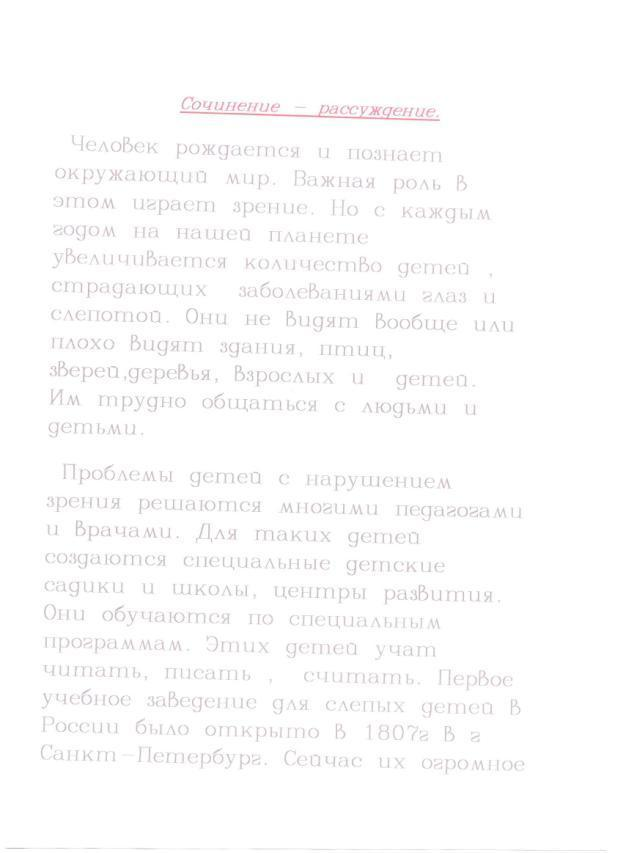 Сочинение - рассуждение.
Человек рождается и познает
окружающий мир. Важная роль в
этом играет зрение. Но с каждым
годом на нашей планете
увеличивается количество детей ,
страдающих заболеваниями глаз и
слепотой. Они не видят вообще или
плохо видят здания, птиц,
зверей,деревья, взрослых и детей.
Им трудно общаться с людьми и
детьми.
Проблемы детей с нарушением
зрения решаются многими педагогами
и врачами. Для таких детей
создаются специальные детские
садики и школы, центры развития.
Они обучаются по специальным
программам. Этих детей учат
читать, писать , считать. Первое
учебное заведение для слепых детей в
России было открыто в 1807г в г
Санкт-Петербург. Сейчас их огромное